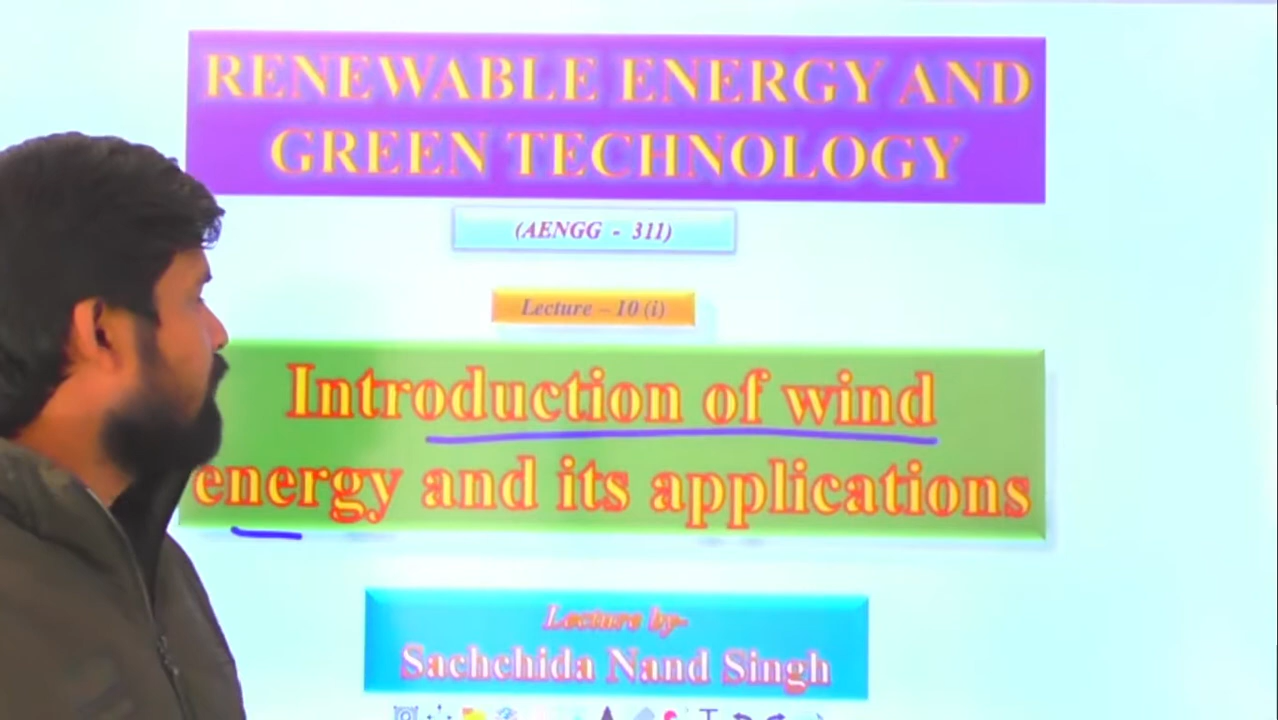 RENEWABLE ENERGY AND
GREEN TECHNOLOGY
(AENGG - 311)
Lecture – 10 (i)
Introduction of wind
energy and its applications
Lecture by-
Sachchida Nand Singh